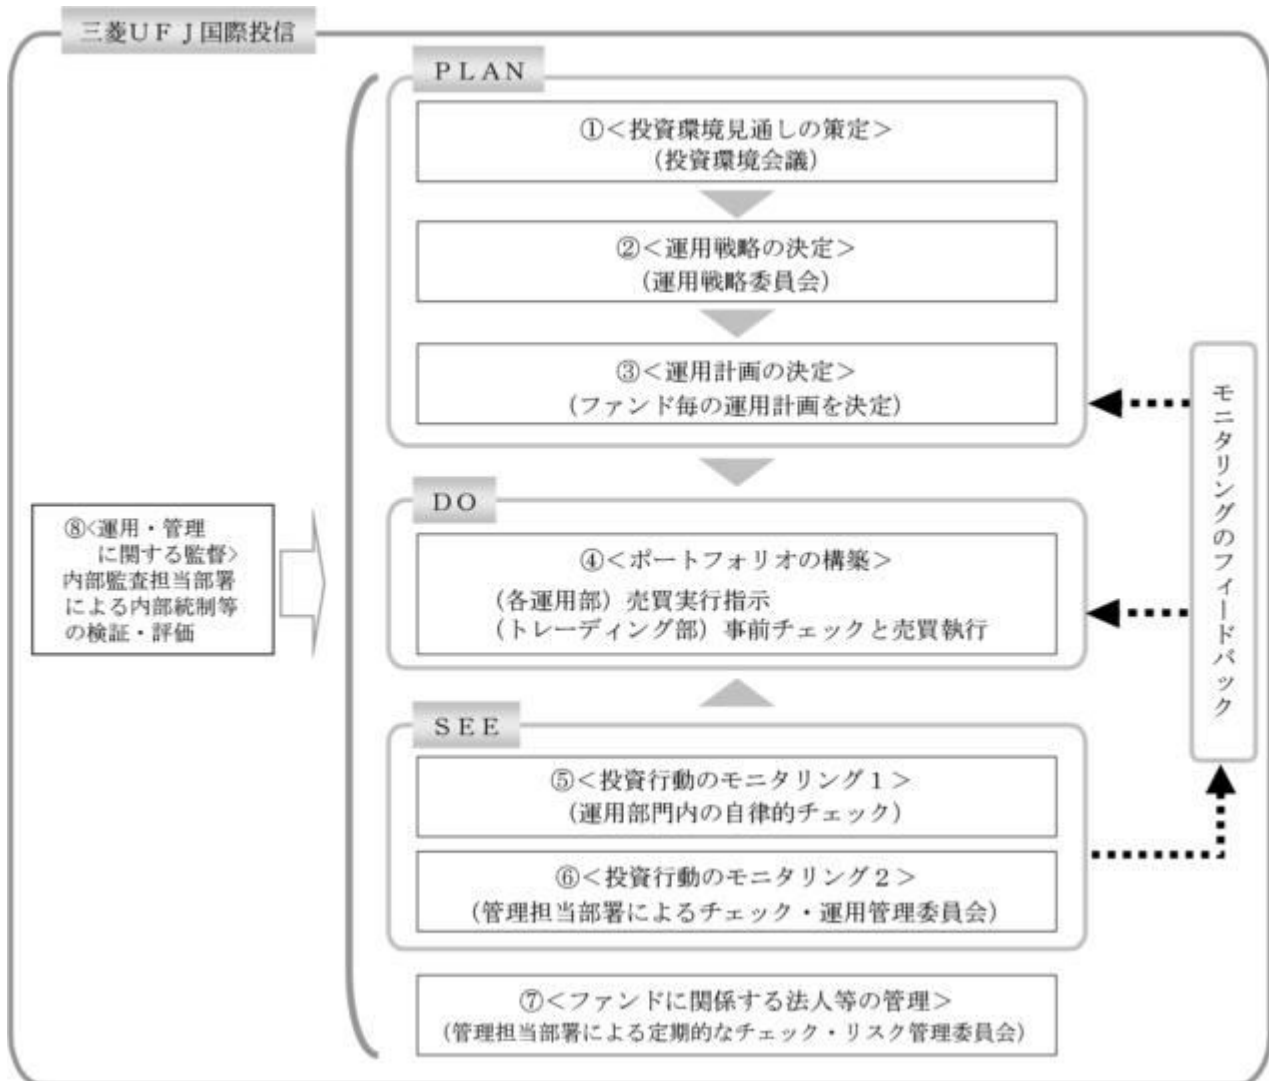 三菱ＵＦＪ国際投信
ＰＬＡＮ
①＜投資環境見通しの策定＞
（投資環境会議）
②＜運用戦略の決定＞
（運用戦略委員会）
③＜運用計画の決定＞
（ファンド毎の運用計画を決定）
ＤＯ
④＜ポートフォリオの構築＞
（各運用部）売買実行指示
（トレーディング部）事前チェックと売買執行
ＳＥＥ
⑤＜投資行動のモニタリング１＞
（運用部門内の自律的チェック）
⑥＜投資行動のモニタリング２＞
（管理担当部署によるチェック・運用管理委員会）
⑦＜ファンドに関係する法人等の管理＞
（管理担当部署による定期的なチェック・リスク管理委員会）
⑧＜運用・管理
に関する監督＞
内部監査担当部署
による内部統制等
の検証・評価
モニタリングのフィードバック